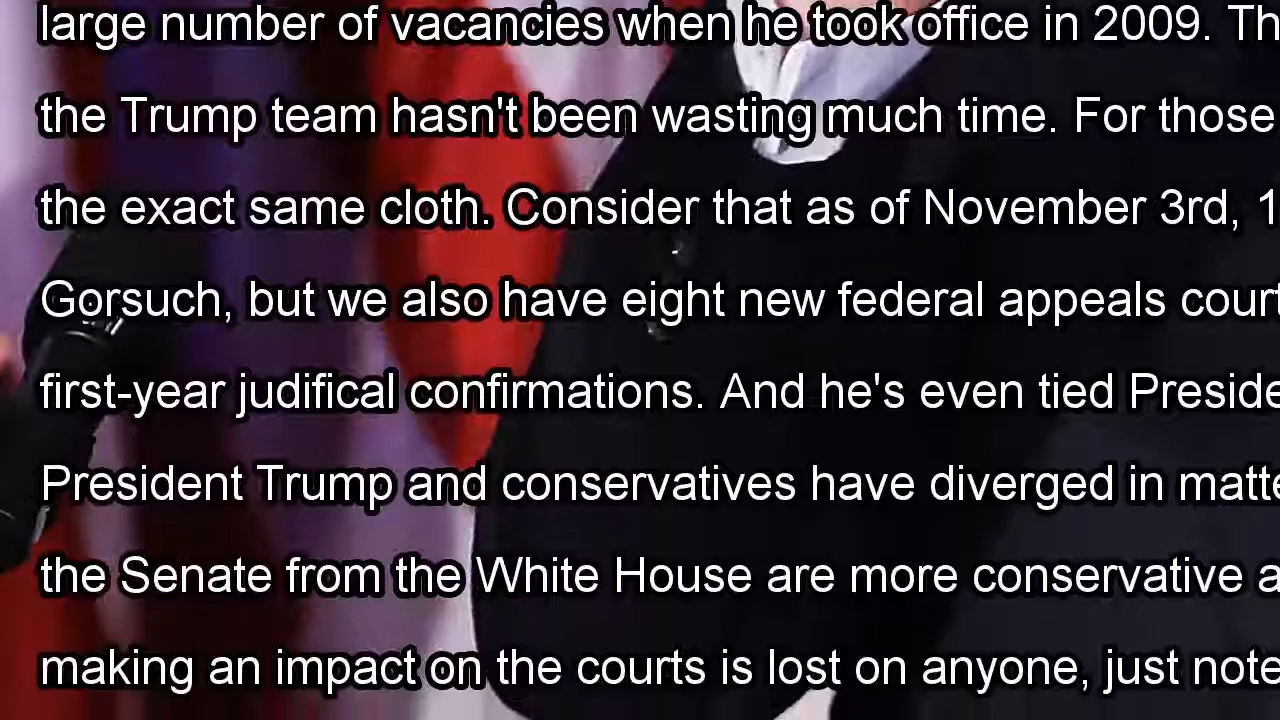 large number of vacancies when he took office in 2009. Th
the Trump team hasn't been wasting much time. For those
the exact same cloth. Consider that as of November 3rd, 1
Gorsuch, but we also have eight new federal appeals court
first-year judifical confirmations. And he's even tied Preside
President Trump and conservatives have diverged in matte
the Senate from the White House are more conservative a
making an impact on the courts is lost on anyone, just note